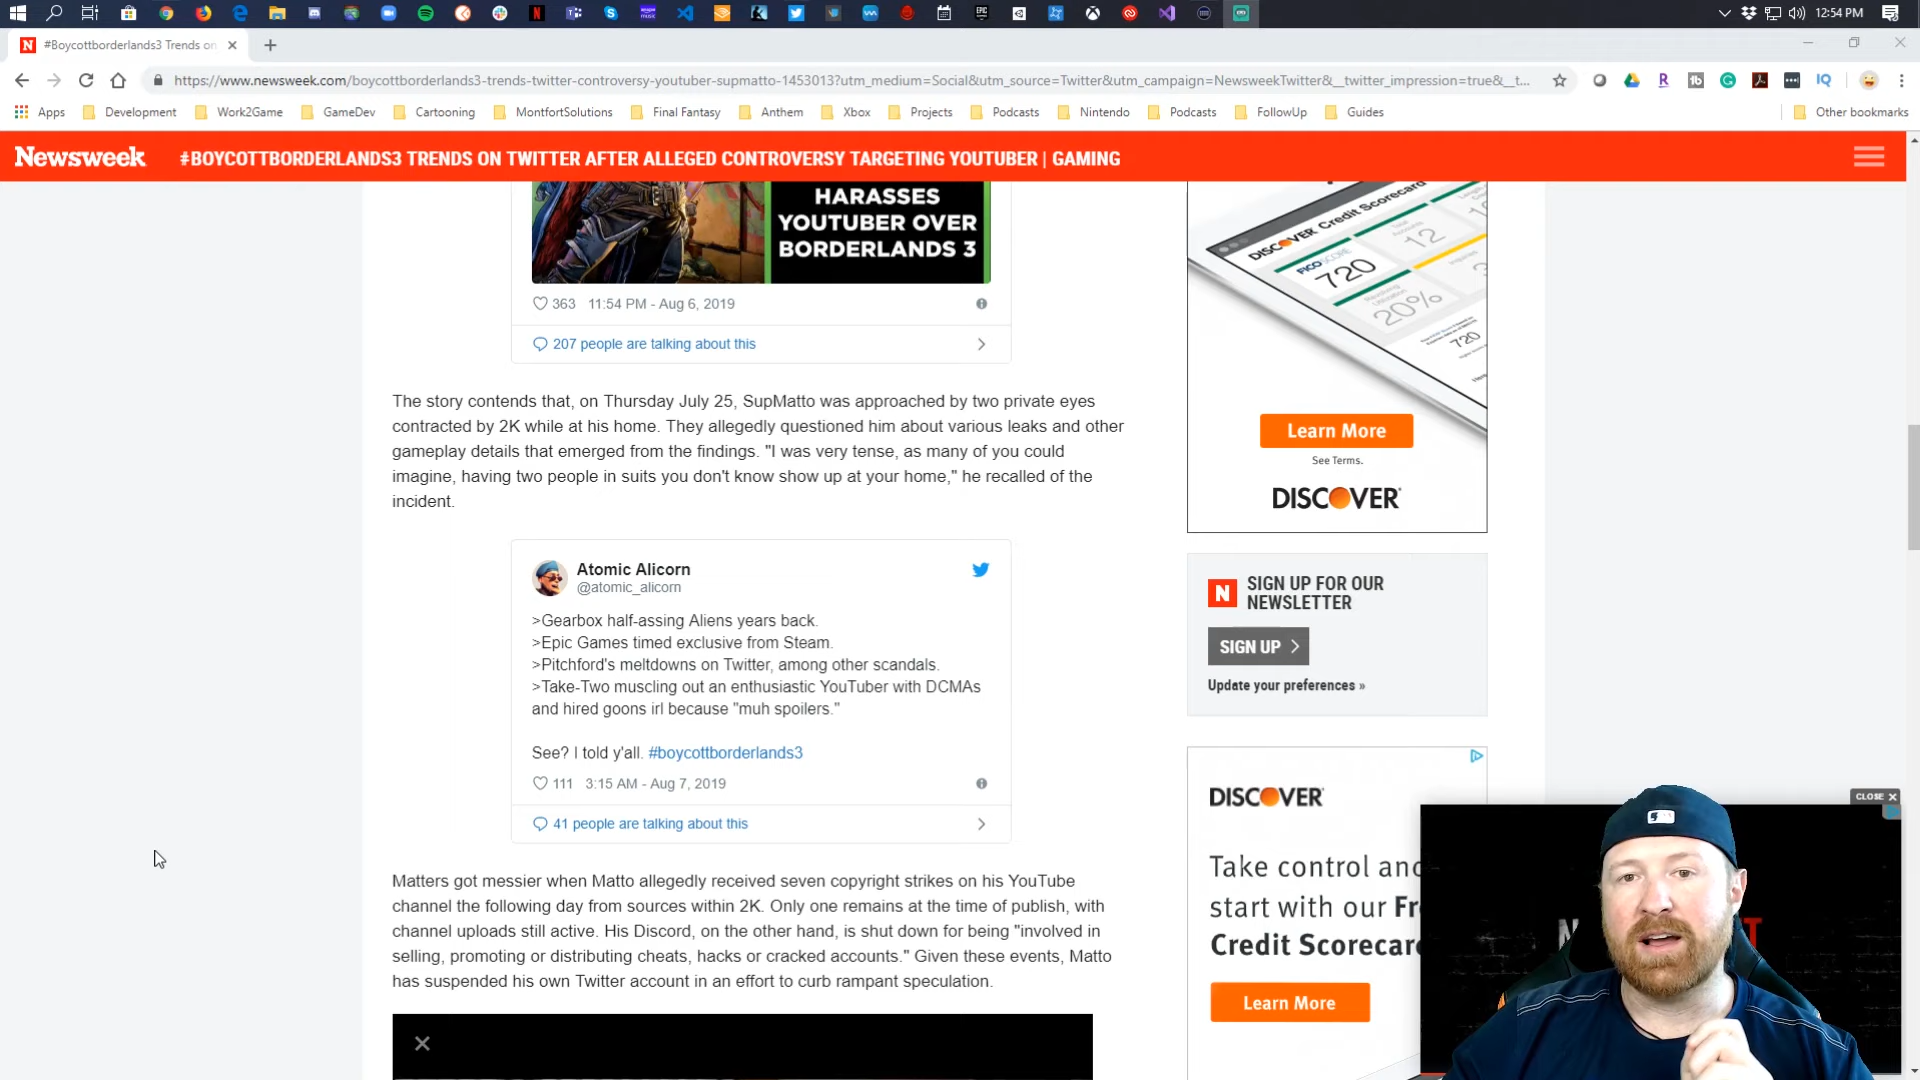 12:54 PM
#Boycottborderlands3 Trends on
https://www.newsweek.com/boycottborderlands3-trends-twitter-controversy-youtuber-supmatto-1453013?utm_medium=Social&utm_source=Twitter&utm_campaign=NewsweekTwitter&__twitter_impression=true&__t...
Apps Development Work2Game GameDev Cartooning MontfortSolutions Final Fantasy Anthem Xbox Projects Podcasts Nintendo Podcasts FollowUp Guides Other bookmarks
Newsweek #BOYCOTTBORDERLANDS3 TRENDS ON TWITTER AFTER ALLEGED CONTROVERSY TARGETING YOUTUBER | GAMING
HARASSES
YOUTUBER OVER
BORDERLANDS 3
363 11:54 PM - Aug 6, 2019
207 people are talking about this
The story contends that, on Thursday July 25, SupMatto was approached by two private eyes
contracted by 2K while at his home. They allegedly questioned him about various leaks and other
gameplay details that emerged from the findings. "I was very tense, as many of you could
imagine, having two people in suits you don't know show up at your home," he recalled of the
incident.
Atomic Alicorn
@atomic_alicorn
>Gearbox half-assing Aliens years back.
>Epic Games timed exclusive from Steam.
>Pitchford's meltdowns on Twitter, among other scandals.
>Take-Two muscling out an enthusiastic YouTuber with DCMAs
and hired goons irl because "muh spoilers."
See? I told y'all. #boycottborderlands3
111 3:15 AM - Aug 7, 2019
41 people are talking about this
Matters got messier when Matto allegedly received seven copyright strikes on his YouTube
channel the following day from sources within 2K. Only one remains at the time of publish, with
channel uploads still active. His Discord, on the other hand, is shut down for being "involved in
selling, promoting or distributing cheats, hacks or cracked accounts." Given these events, Matto
has suspended his own Twitter account in an effort to curb rampant speculation.
DISCOVER Credit Scorecard
FICO SCORE
720
12
20%
720
Learn More
See Terms.
DISCOVER
N SIGN UP FOR OUR
NEWSLETTER
SIGN UP
Update your preferences »
DISCOVER
Take control and
start with our Fr
Credit Scorecar
Learn More
CLOSE X